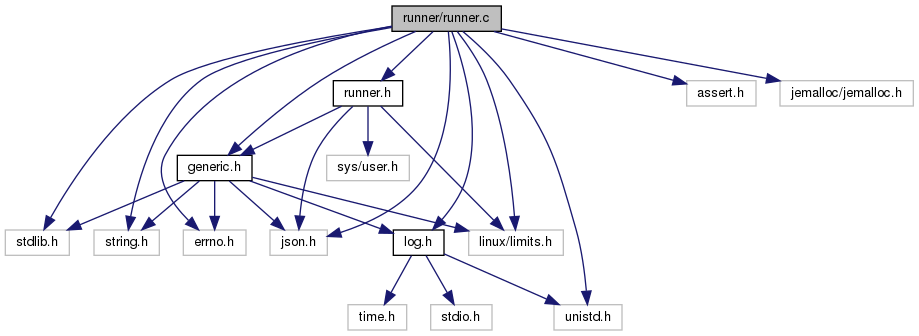 runner/runner.c
runner.h
assert.h
jemalloc/jemalloc.h
generic.h
sys/user.h
stdlib.h
string.h
errno.h
json.h
log.h
linux/limits.h
time.h
stdio.h
unistd.h